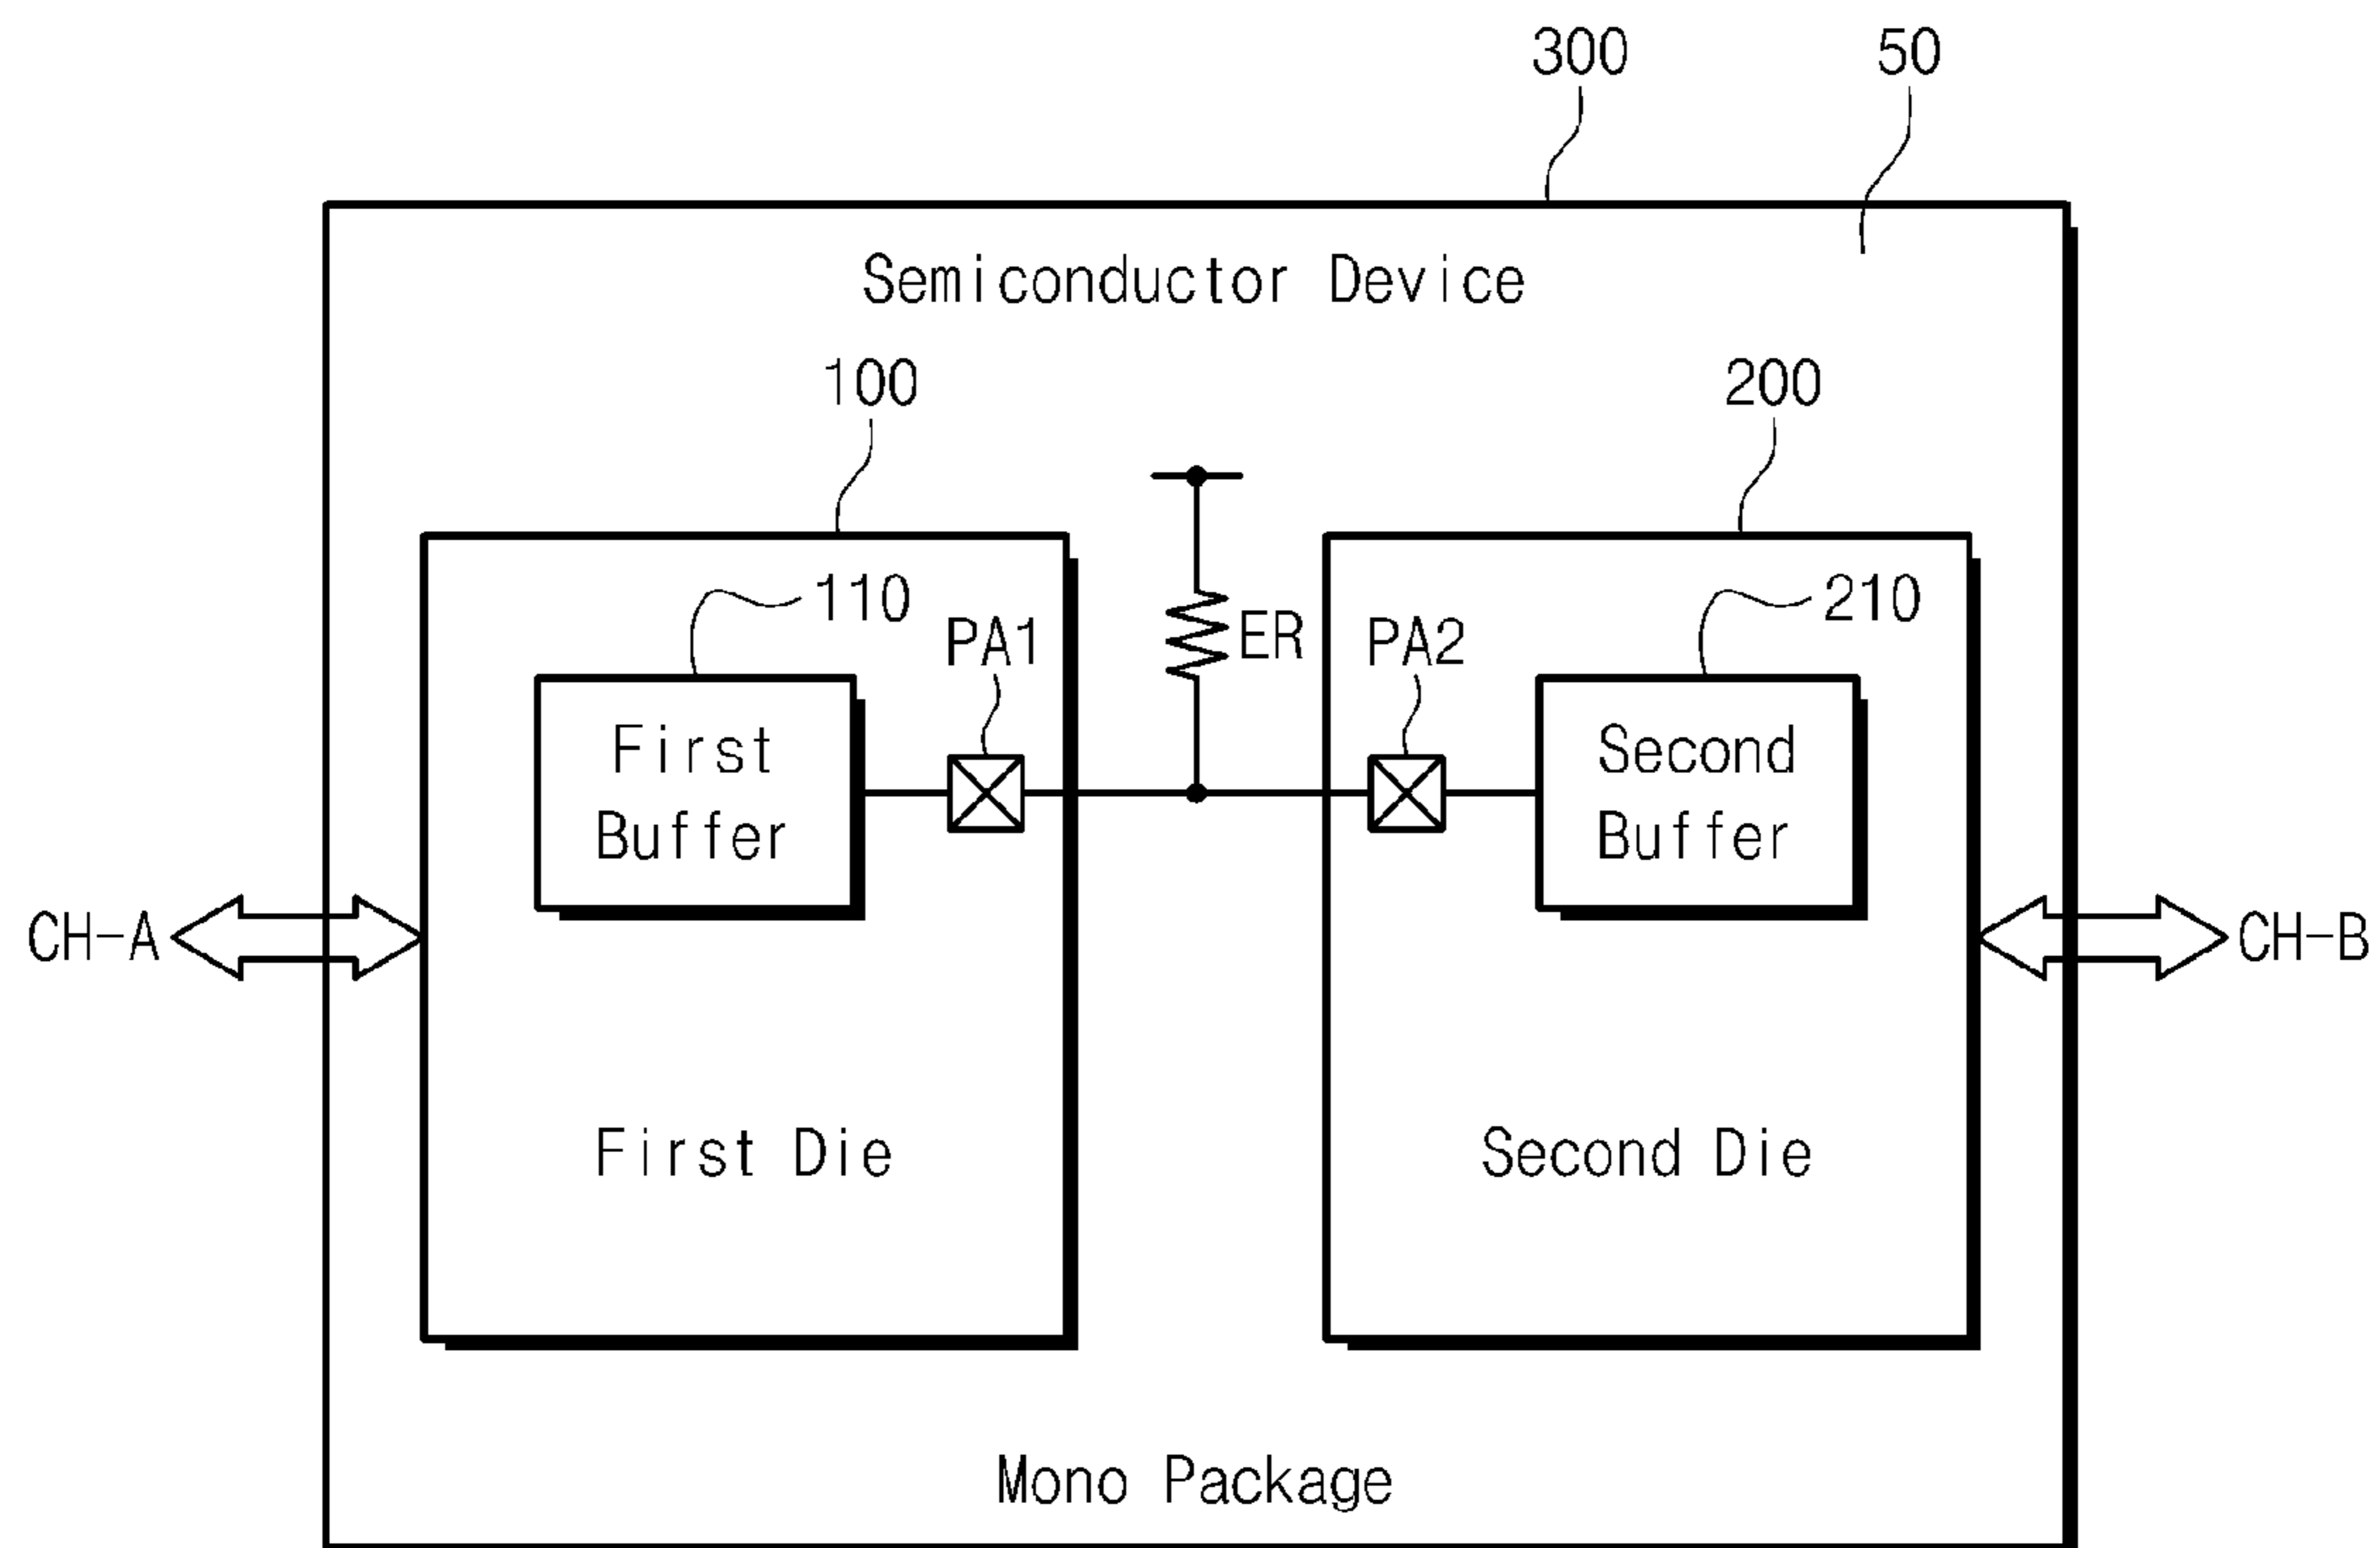 300
50
Semiconductor Device
100
200
110
PA1
ER
PA2
210
First
Buffer
Second
Buffer
CH-A
CH-B
First Die
Second Die
Mono Package